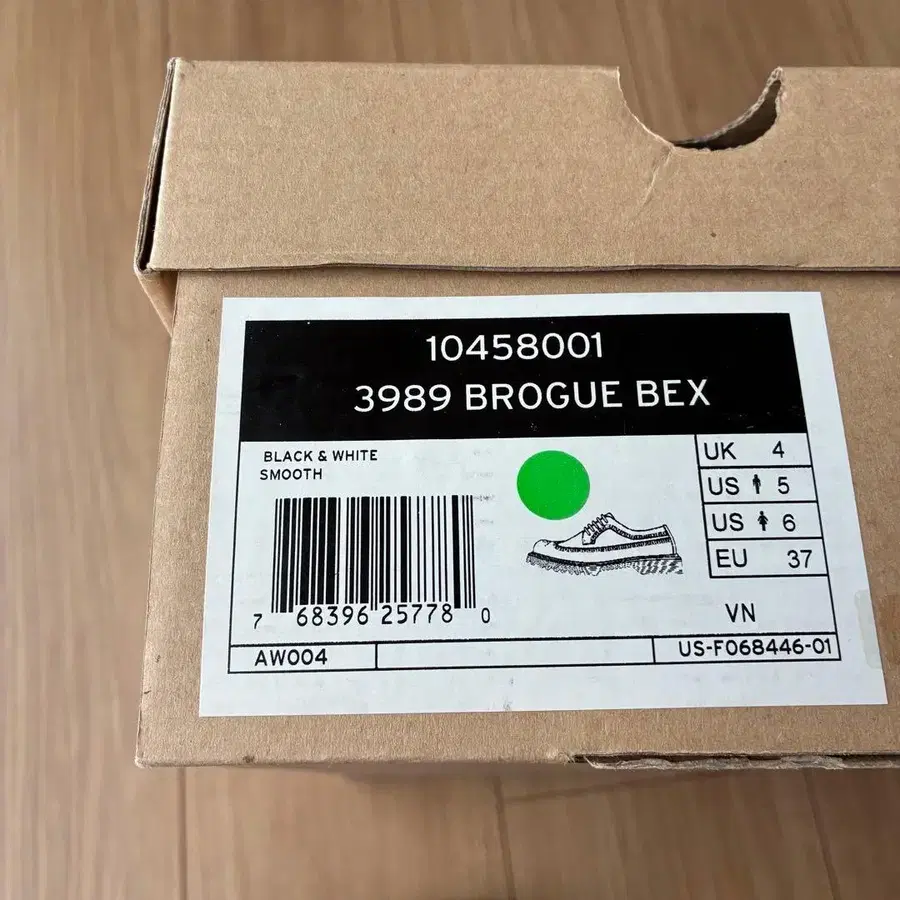 10458001
3989 BROGUE BEX
BLACK & WHITE
SMOOTH
UK 4
US 5
US 6
EU 37
7 68396 25778 0
VN
AW004
US-F068446-01